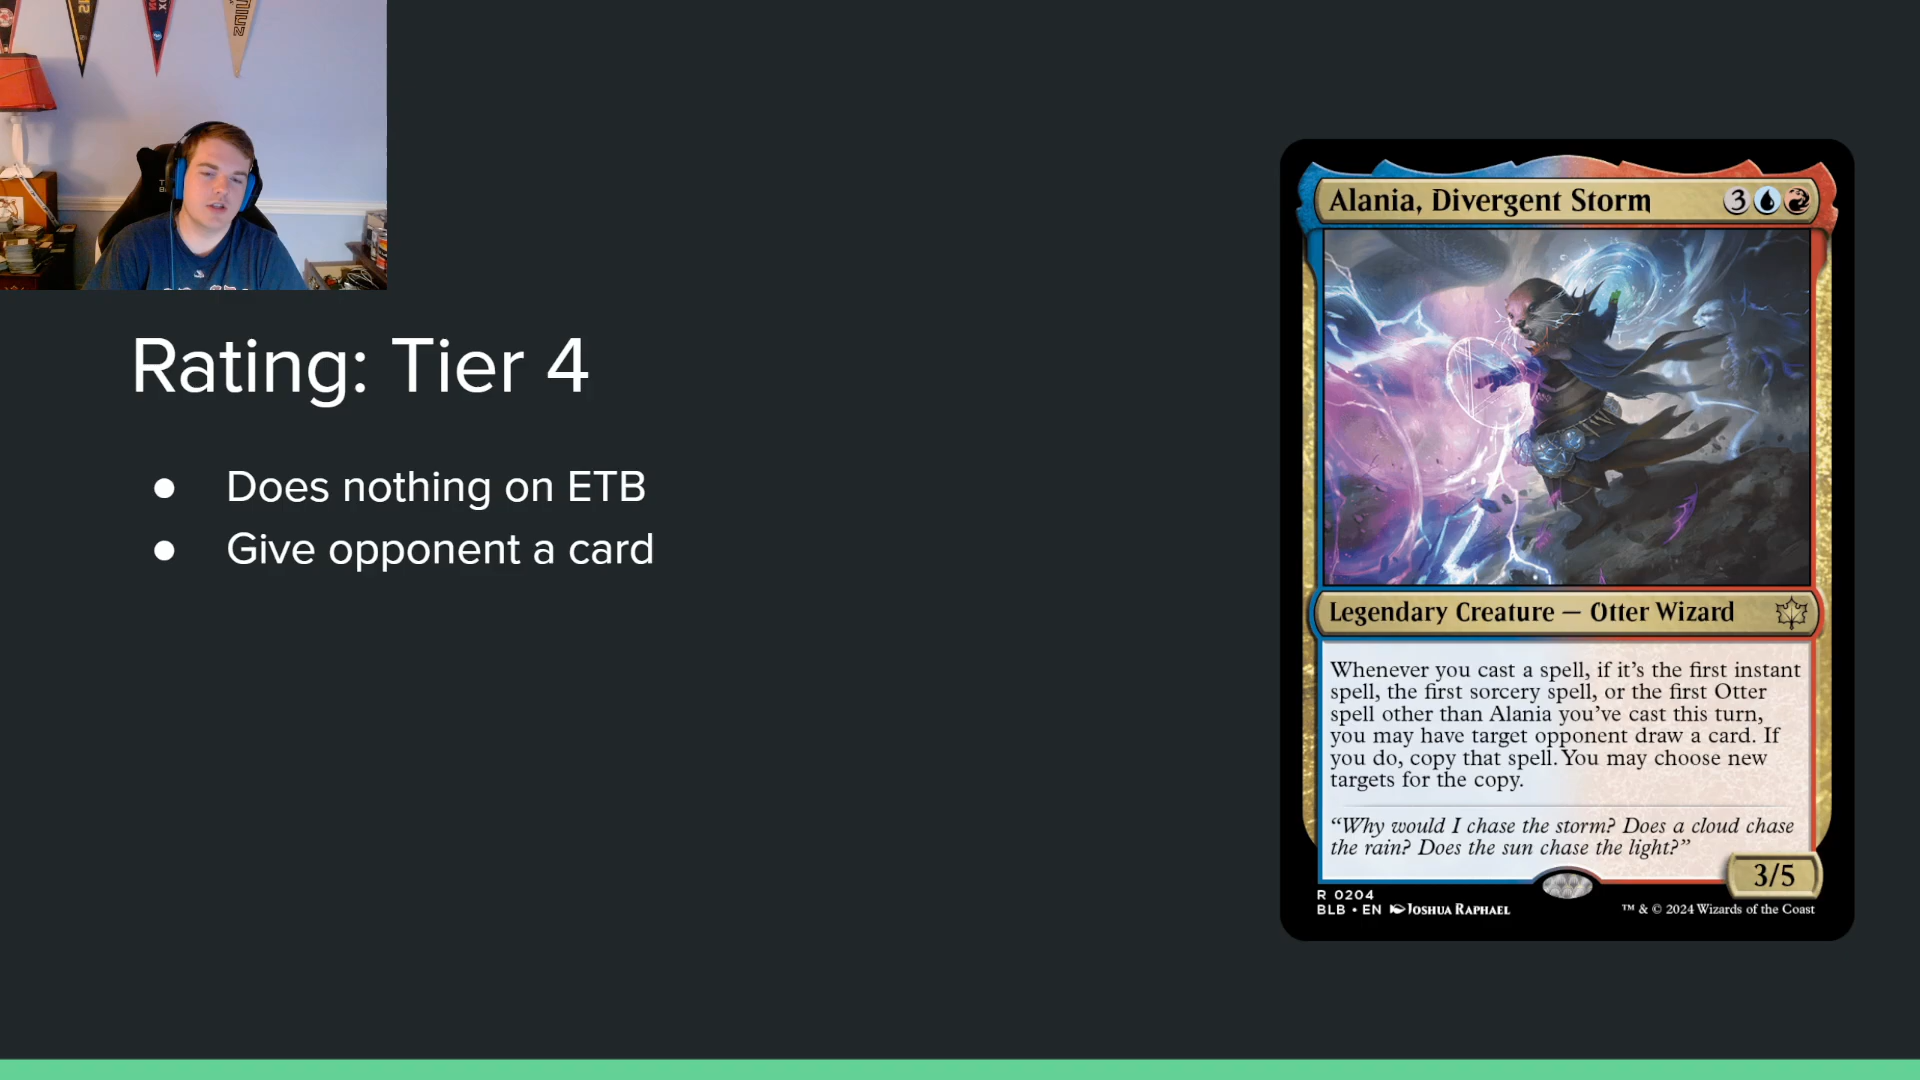 Rating: Tier 4
● Does nothing on ETB
● Give opponent a card
Alania, Divergent Storm 3
Legendary Creature — Otter Wizard
Whenever you cast a spell, if it's the first instant
spell, the first sorcery spell, or the first Otter
spell other than Alania you've cast this turn,
you may have target opponent draw a card. If
you do, copy that spell. You may choose new
targets for the copy.
"Why would I chase the storm? Does a cloud chase
the rain? Does the sun chase the light?"
3/5
R 0204
BLB • EN JOSHUA RAPHAEL
™ & © 2024 Wizards of the Coast